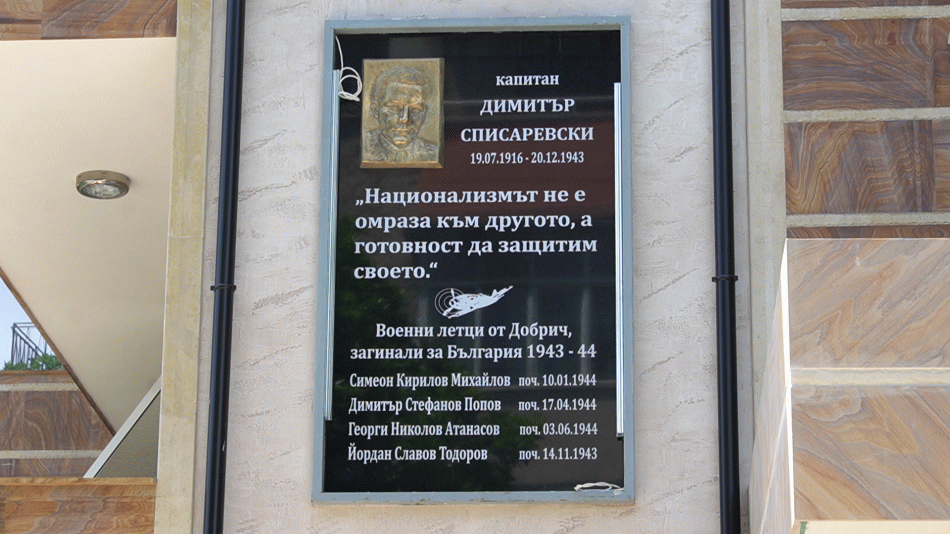 капитан
ДИМИТЪР
СПИСАРЕВСКИ
19.07.1916 - 20.12.1943
„Национализмът не е
омраза към другото, а
готовност да защитим
своето.“
Военни летци от Добрич,
загинали за България 1943 - 44
Симеон Кирилов Михайлов поч. 10.01.1944
Димитър Стефанов Попов поч. 17.04.1944
Георги Николов Атанасов поч. 03.06.1944
Йордан Славов Тодоров поч. 14.11.1943